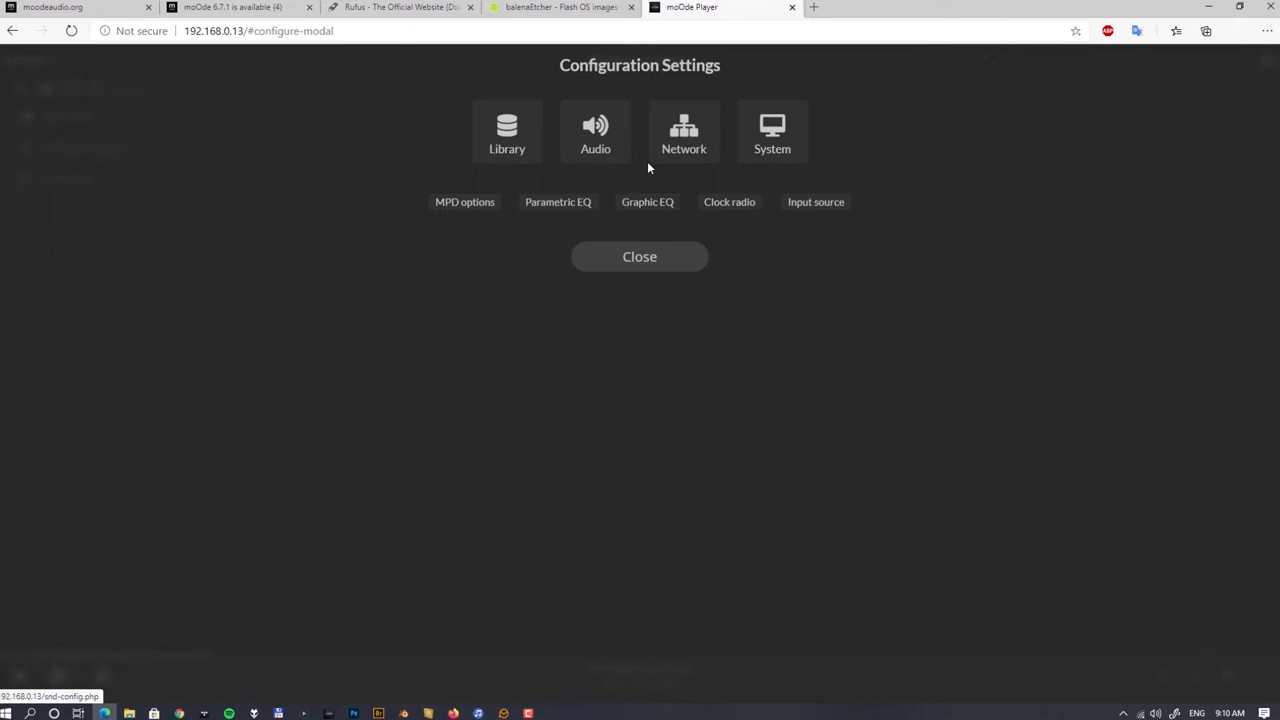 moodeaudio.org
moOde 6.7.1 is available (4)
Rufus - The Official Website (Do
balenaEtcher - Flash OS images
moOde Player
Not secure
192.168.0.13/#configure-modal
ABP
Configuration Settings
Library
Audio
Network
System
MPD options
Parametric EQ
Graphic EQ
Clock radio
Input source
Close
192.168.0.13/snd-config.php
ENG
9:10 AM